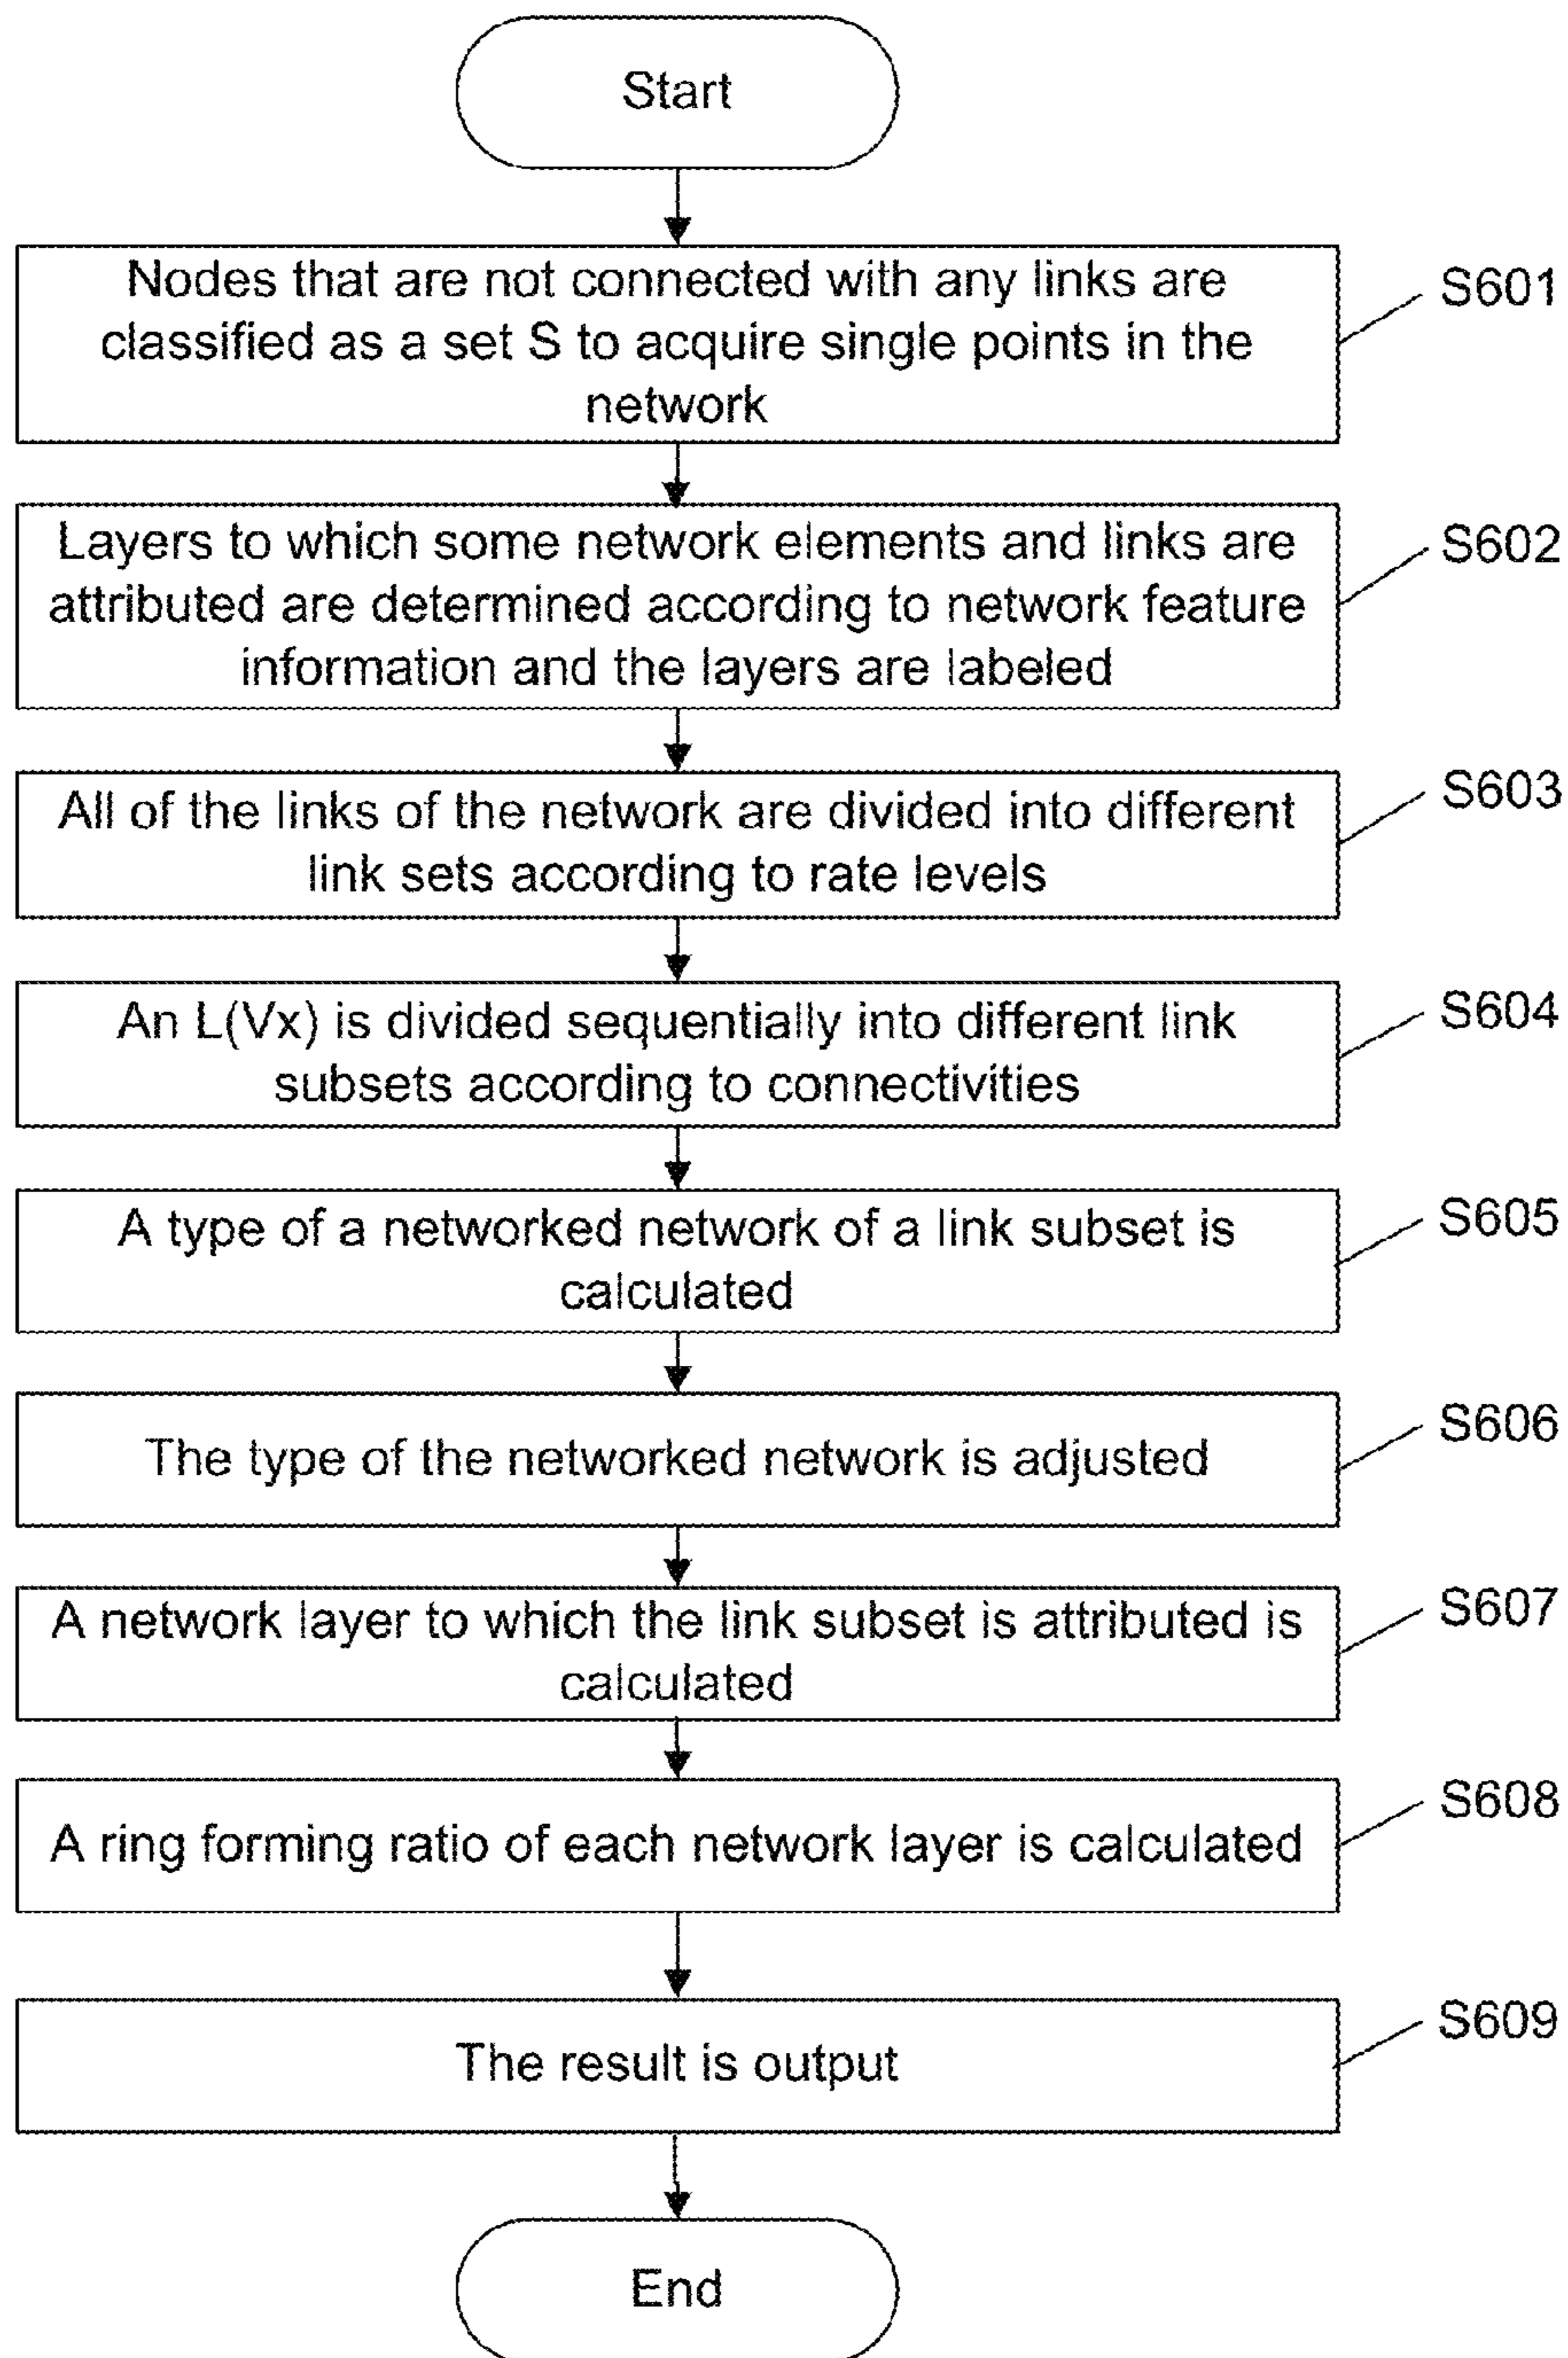 Start
Nodes that are not connected with any links are
classified as a set S to acquire single points in the
network
S601
Layers to which some network elements and links are
attributed are determined according to network feature
information and the layers are labeled
S602
All of the links of the network are divided into different
link sets according to rate levels
S603
An L(Vx) is divided sequentially into different link
subsets according to connectivities
S604
A type of a networked network of a link subset is
calculated
S605
The type of the networked network is adjusted
S606
A network layer to which the link subset is attributed is
calculated
S607
A ring forming ratio of each network layer is calculated
S608
The result is output
S609
End